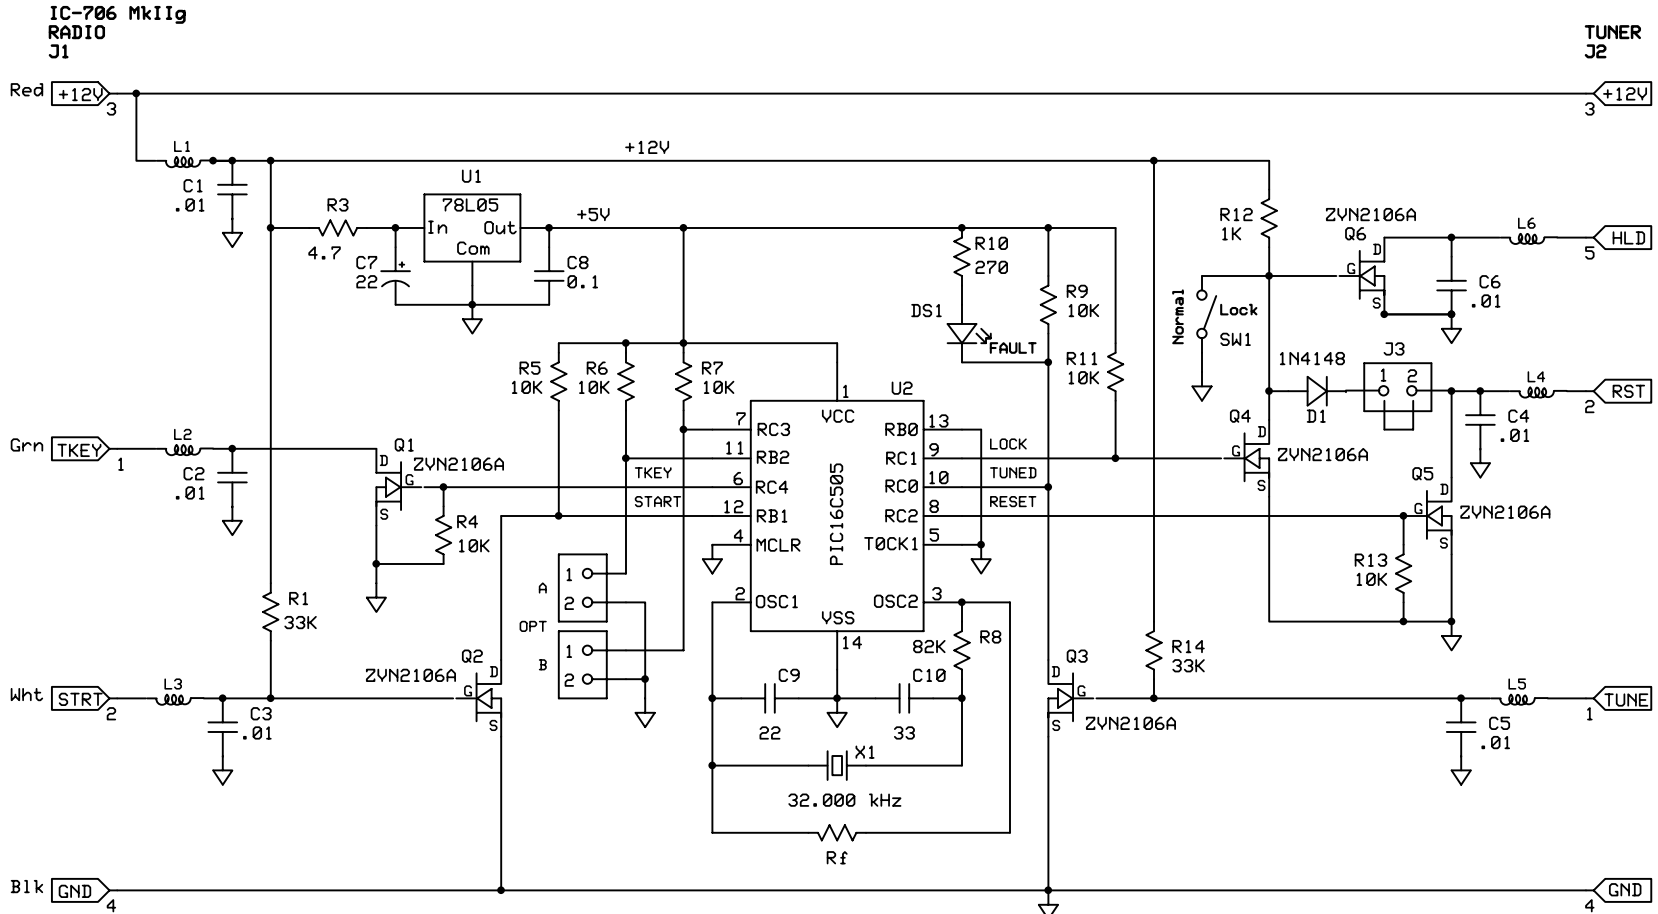 IC-706 MkIIg
RADIO
J1
TUNER
J2
Red
+12V
3
+12V
3
L1
+12V
C1
.01
U1
78L05
In
Out
Com
R3
4.7
+5V
C7
+
22
C8
0.1
R10
270
R9
10K
DS1
FAULT
R11
10K
R12
1K
ZVN2106A
Q6
D
G
S
L6
HLD
5
C6
.01
Normal
Lock
SW1
1N4148
D1
J3
1
2
L4
RST
2
C4
.01
R5
10K
R6
10K
R7
10K
U2
1
VCC
PIC16C505
7
RC3
11
RB2
6
RC4
12
RB1
4
MCLR
2
OSC1
RB0
13
RC1
9
RC0
10
RC2
8
T0CK1
5
OSC2
3
VSS
14
LOCK
TUNED
RESET
TKEY
START
Grn
TKEY
1
L2
C2
.01
Q1
ZVN2106A
D
G
S
R4
10K
Q4
D
G
S
ZVN2106A
Q5
D
G
S
ZVN2106A
R13
10K
A
1
2
OPT
B
1
2
R1
33K
R8
82K
C9
22
C10
33
X1
32.000 kHz
Rf
Q2
ZVN2106A
D
G
S
Q3
D
G
S
ZVN2106A
R14
33K
Wht
STRT
2
L3
C3
.01
L5
TUNE
1
C5
.01
Blk
GND
4
GND
4